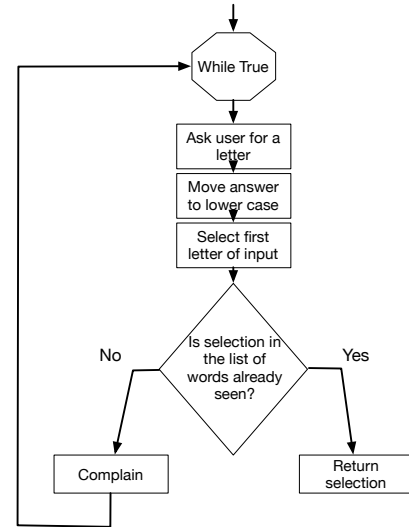 While True
Ask user for a
letter
Move answer
to lower case
Select first
letter of input
Is selection in
the list of
words already
seen?
No
Yes
Complain
Return
selection